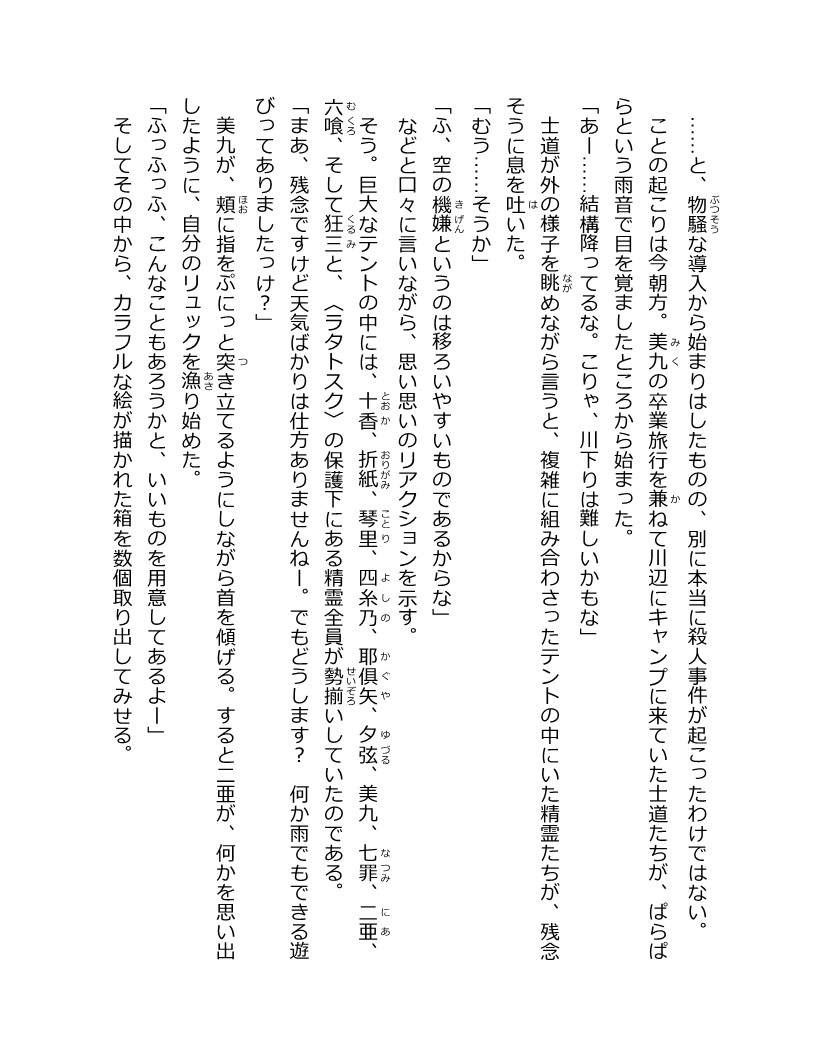 ……と、物騒な導入から始まりはしたものの、別に本当に殺人事件が起こったわけではない。
ことの起こりは今朝方。美九の卒業旅行を兼ねて川辺にキャンプに来ていた士道たちが、ぱらぱ
らという雨音で目を覚ましたところから始まった。
「あー……結構降ってるな。こりゃ、川下りは難しいかもな」
士道が外の様子を眺めながら言うと、複雑に組み合わさったテントの中にいた精霊たちが、残念
そうに息を吐いた。
「むう……そうか」
「ふ、空の機嫌というのは移ろいやすいものであるからな」
などと口々に言いながら、思い思いのリアクションを示す。
そう。巨大なテントの中には、十香、折紙、琴里、四糸乃、耶倶矢、夕弦、美九、七罪、二亜、
六喰、そして狂三と、〈ラタトスク〉の保護下にある精霊全員が勢揃いしていたのである。
「まあ、残念ですけど天気ばかりは仕方ありませんねー。でもどうします？　何か雨でもできる遊
びってありましたっけ？」
美九が、頬に指をぷにっと突き立てるようにしながら首を傾げる。すると二亜が、何かを思い出
したように、自分のリュックを漁り始めた。
「ふっふっふ、こんなこともあろうかと、いいものを用意してあるよー」
そしてその中から、カラフルな絵が描かれた箱を数個取り出してみせる。